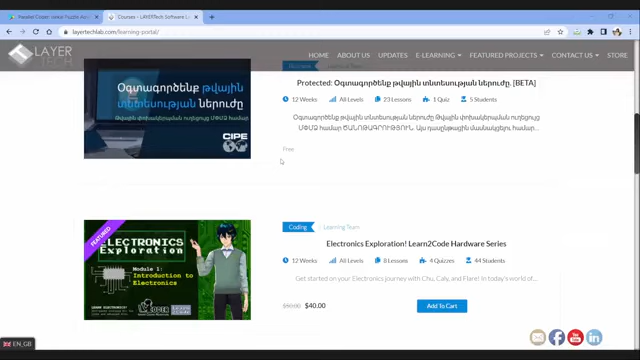 Courses - LAYERTech Software L
layertechlab.com/learning-portal/
LAYER
TECH
HOME
ABOUT US
UPDATES
E-LEARNING
FEATURED PROJECTS
CONTACT US
STORE
Օգտագործենք թվային
տնտեսության ներուժը
CIPE
Protected: Օգտագործենք թվային տնտեսության ներուժը. [BETA]
12 Weeks
All Levels
23 Lessons
1 Quiz
5 Students
Free
FEATURED
ELECTRONICS
Exploration
Module 1:
Introduction to
Electronics
Coding
Learning Team
Electronics Exploration! Learn2Code Hardware Series
12 Weeks
All Levels
8 Lessons
4 Quizzes
44 Students
Get started on your Electronics journey with Chu, Cally, and Flare! In today's world of...
$50.00 $40.00
Add To Cart
EN_GB